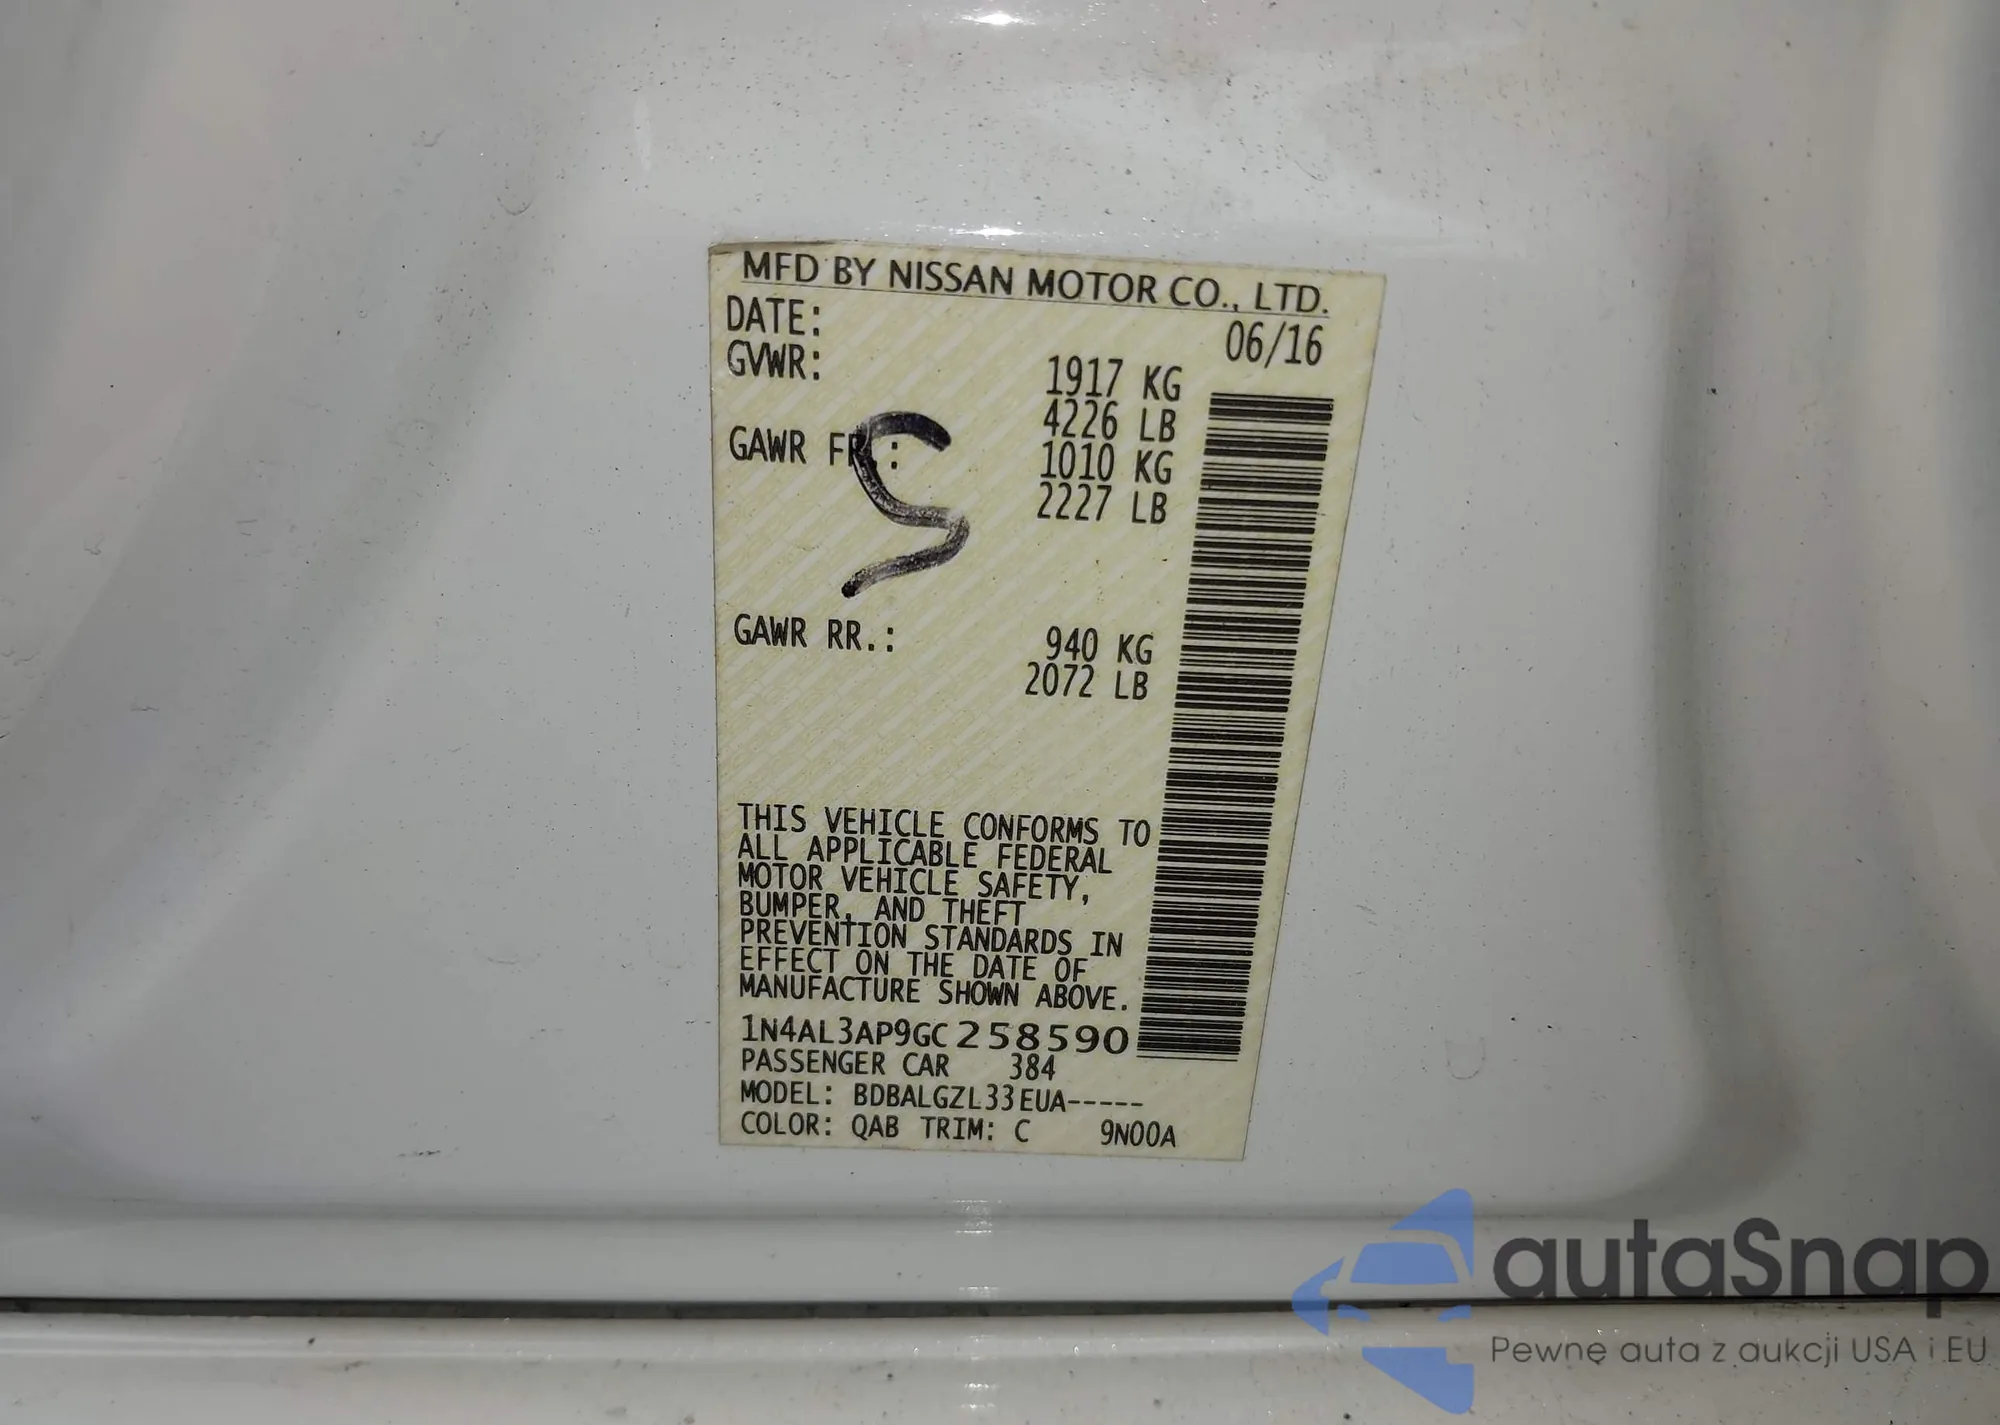 MFD BY NISSAN MOTOR CO., LTD.
DATE: 06/16
GVWR: 1917 KG
4226 LB
GAWR FR.: 1010 KG
2227 LB
S
GAWR RR.: 940 KG
2072 LB
THIS VEHICLE CONFORMS TO
ALL APPLICABLE FEDERAL
MOTOR VEHICLE SAFETY,
BUMPER, AND THEFT
PREVENTION STANDARDS IN
EFFECT ON THE DATE OF
MANUFACTURE SHOWN ABOVE.
1N4AL3AP9GC258590
PASSENGER CAR 384
MODEL: BDBALGZL33EUA-----
COLOR: QAB TRIM: C 9N00A
autaSnap
Pewne auta z aukcji USA i EU